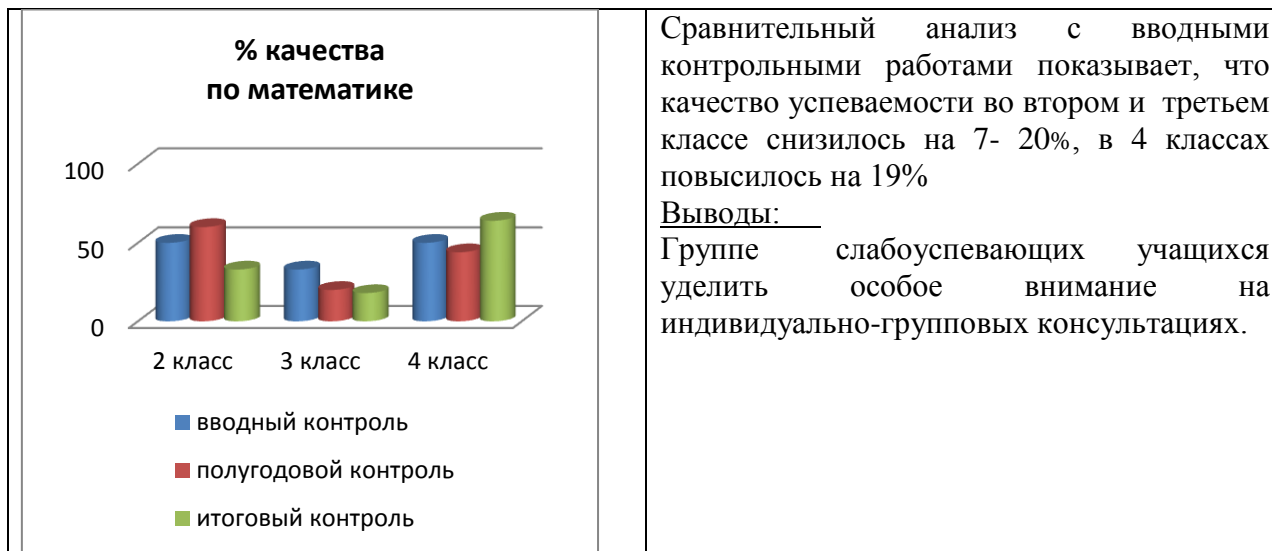 % качества
по математике
100
50
0
2 класс 3 класс 4 класс
вводный контроль
полугодовой контроль
итоговый контроль
Сравнительный анализ с вводными
контрольными работами показывает, что
качество успеваемости во втором и третьем
классе снизилось на 7- 20%, в 4 классах
повысилось на 19%
Выводы:
Группе слабоуспевающих учащихся
уделить особое внимание на
индивидуально-групповых консультациях.